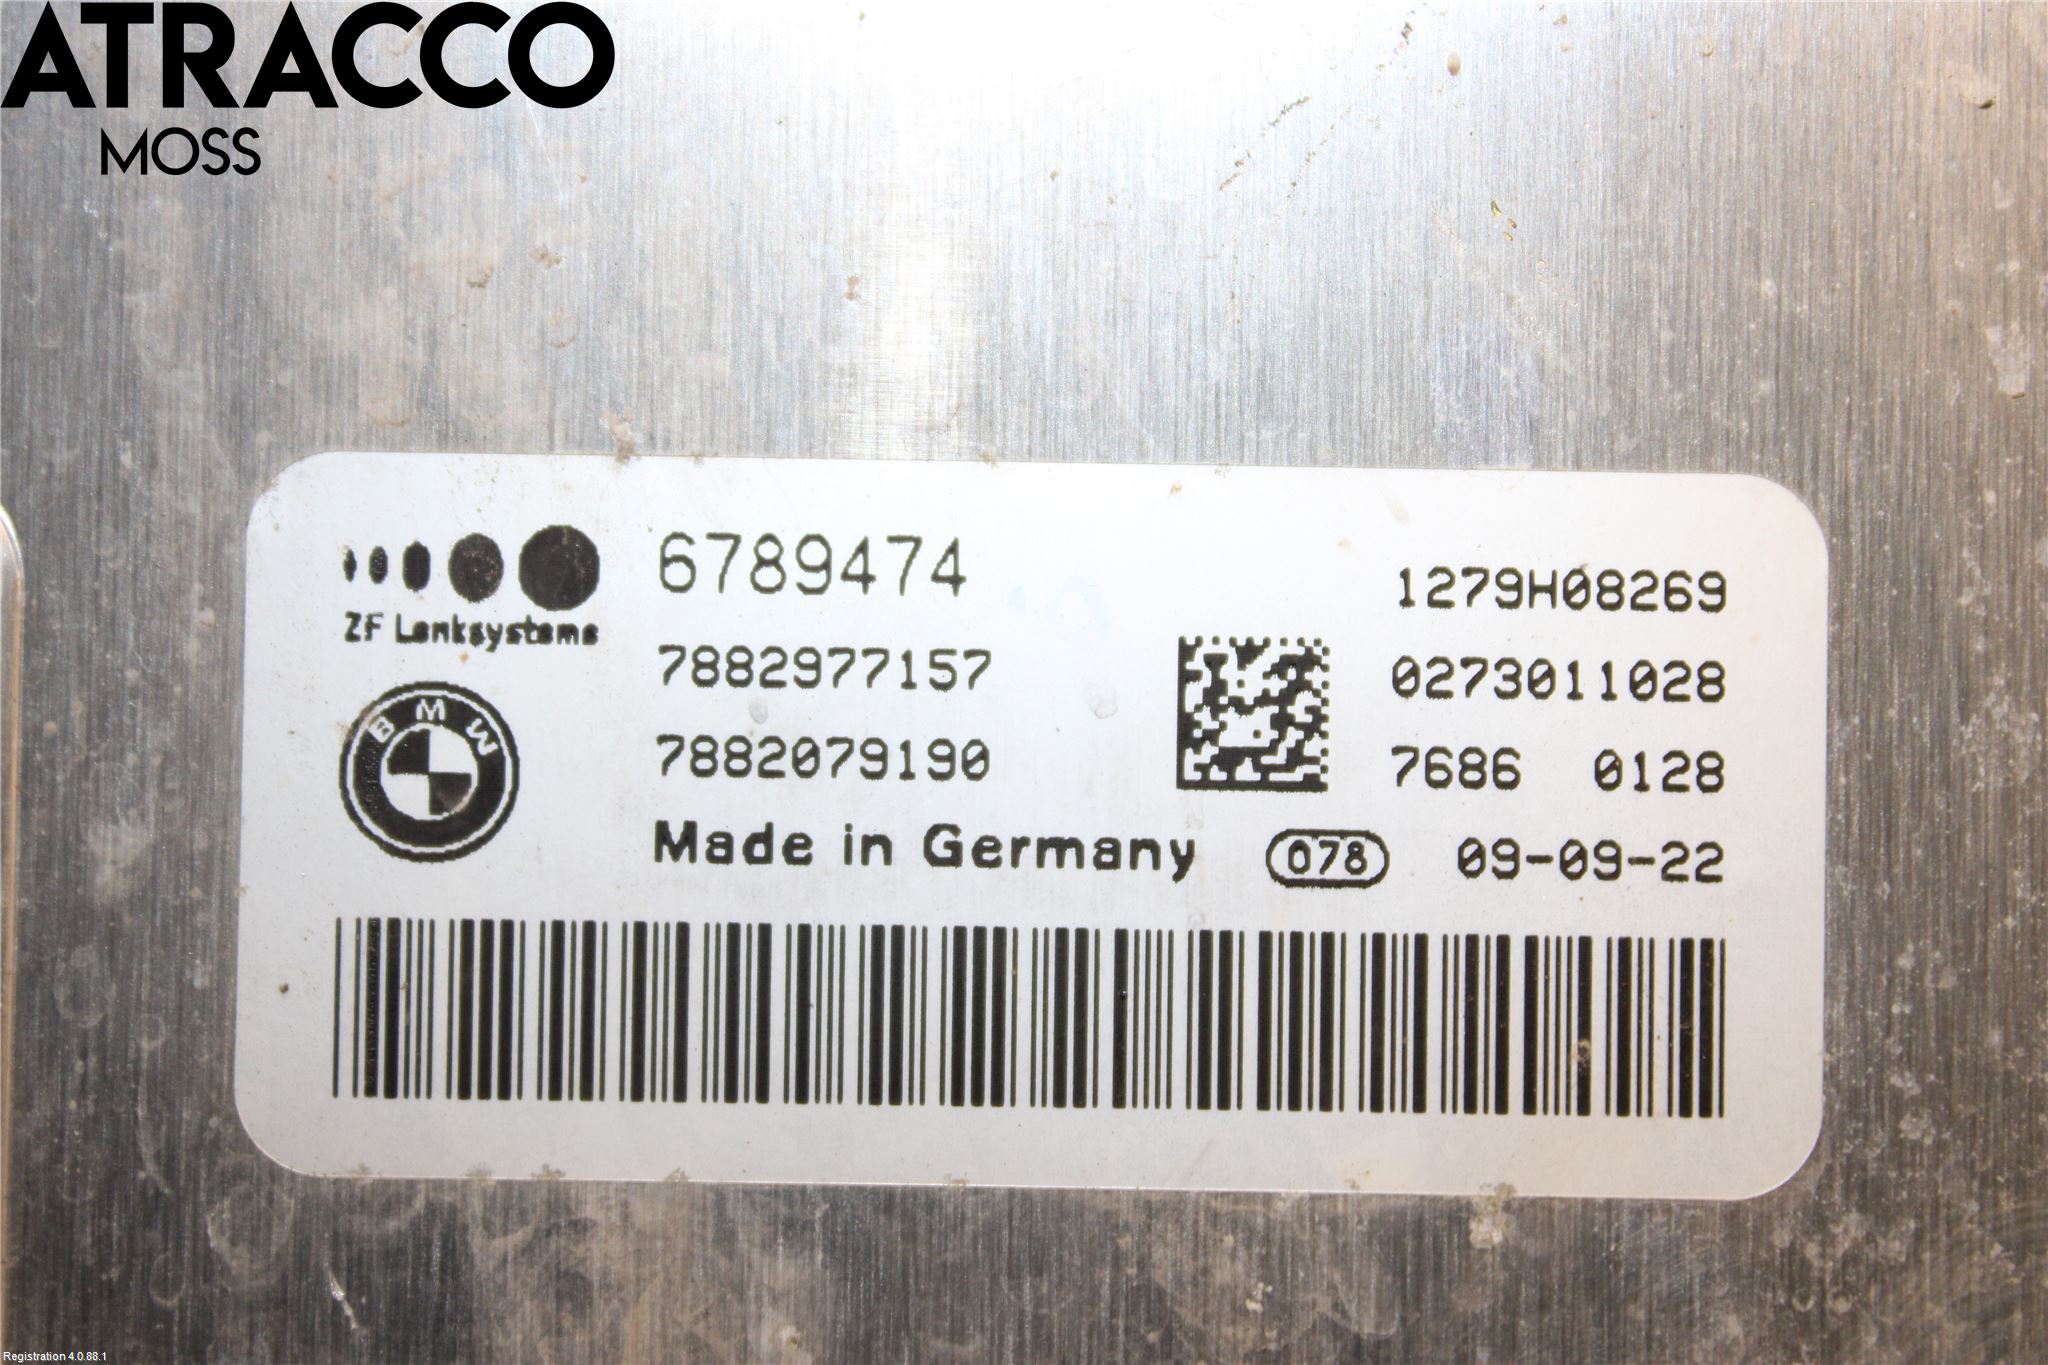 ATRACCO
MOSS
6789474
1279H08269
ZF Lenksysteme
7882977157
0273011028
BMW
7882079190
7686 0128
Made in Germany
078
09-09-22
Registration 4.0.88.1